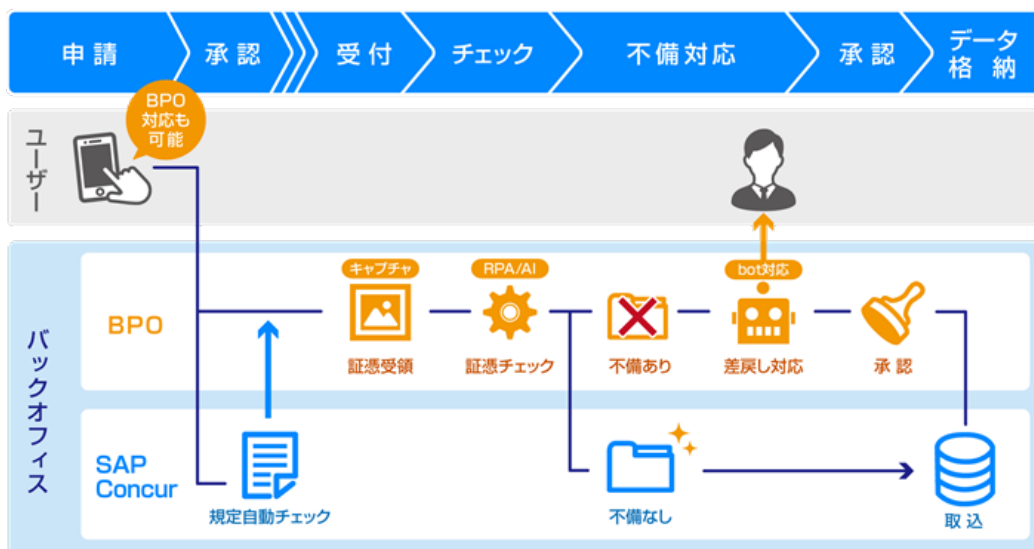 申請
承認
受付
チェック
不備対応
承認
データ
格納
BPO
対応も
可能
ユーザー
バックオフィス
BPO
キャプチャ
RPA/AI
bot対応
証憑受領
証憑チェック
不備あり
差戻し対応
承認
SAP
Concur
規定自動チェック
不備なし
取込